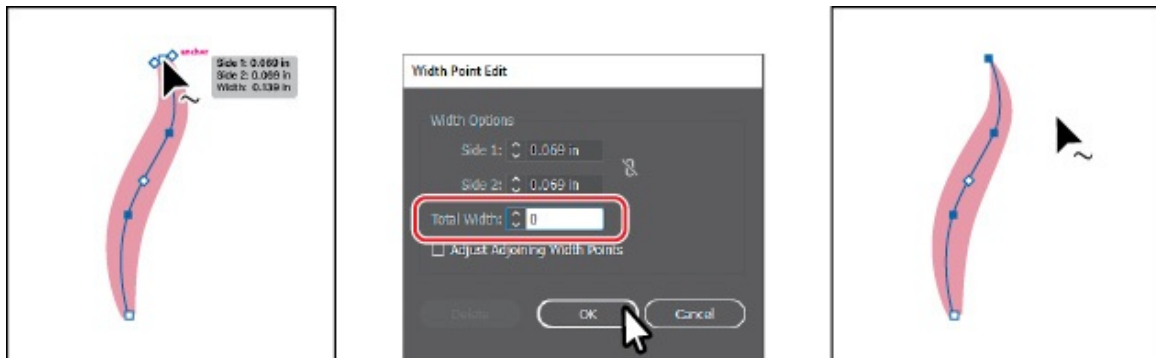 anchor
Side 1: 0.069 in
Side 2: 0.069 in
Width: 0.139 in
Width Point Edit
Width Options
Side 1: 0.069 in
Side 2: 0.069 in
Total Width: 0
Adjust Adjoining Width Points
Delete OK Cancel